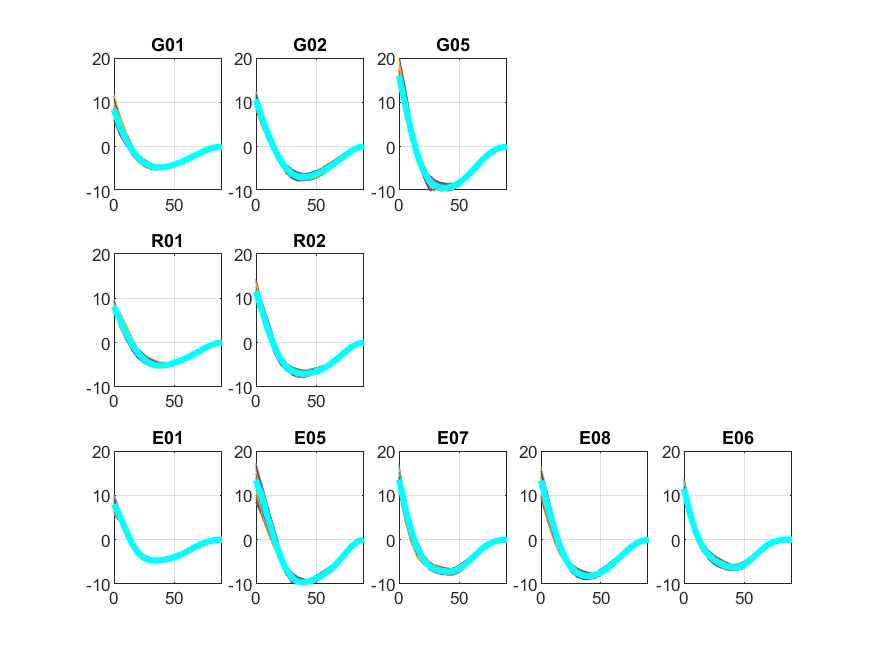 G01 G02 G05
20 20 20
10 10 10
0 0 0
-10 -10 -10
0 50 0 50 0 50
R01 R02
20 20
10 10
0 0
-10 -10
0 50 0 50
E01 E05 E07 E08 E06
20 20 20 20 20
10 10 10 10 10
0 0 0 0 0
-10 -10 -10 -10 -10
0 50 0 50 0 50 0 50 0 50